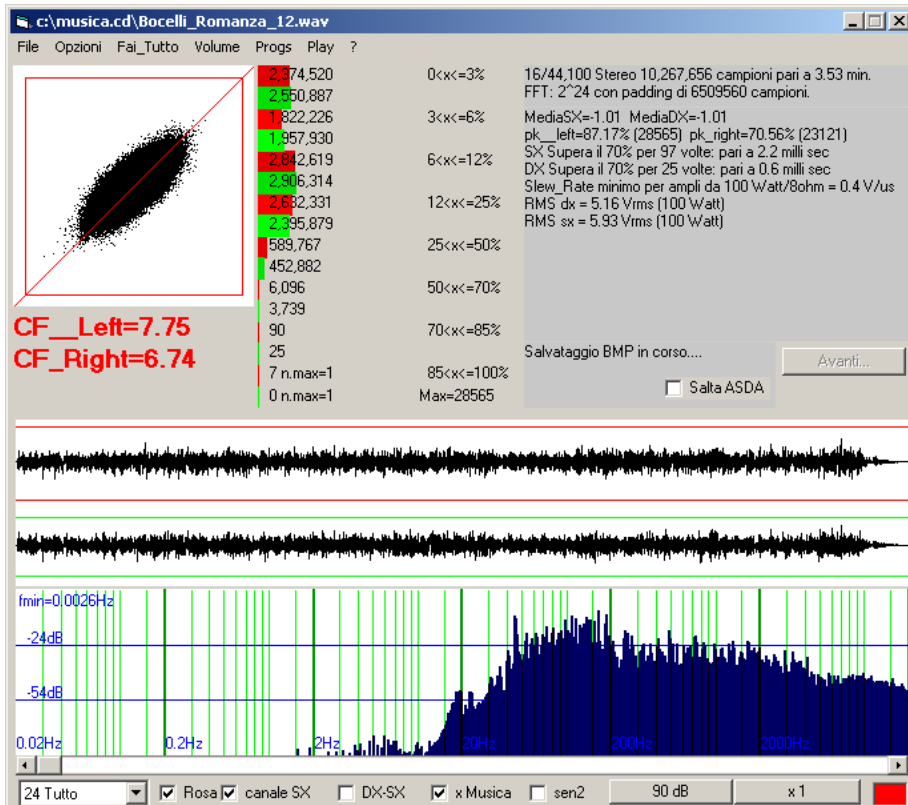 c:\musica.cd\Bocelli_Romanza_12.wav
File Opzioni Fai_Tutto Volume Progs Play ?
2,374,520 0<x<=3%
2,550,887
1,822,226 3<x<=6%
1,957,930
2,842,619 6<x<=12%
2,906,314
2,632,331 12<x<=25%
2,395,879
589,767 25<x<=50%
452,882
6,096 50<x<=70%
3,739
90 70<x<=85%
25
7 n.max=1 85<x<=100%
0 n.max=1 Max=28565
CF__Left=7.75
CF_Right=6.74
16/44,100 Stereo 10,267,656 campioni pari a 3.53 min.
FFT: 2^24 con padding di 6509560 campioni.
MediaSX=-1.01 MediaDX=-1.01
pk__left=87.17% (28565) pk_right=70.56% (23121)
SX Supera il 70% per 97 volte: pari a 2.2 milli sec
DX Supera il 70% per 25 volte: pari a 0.6 milli sec
Slew_Rate minimo per ampli da 100 Watt/8ohm = 0.4 V/us
RMS dx = 5.16 Vrms (100 Watt)
RMS sx = 5.93 Vrms (100 Watt)
Salvataggio BMP in corso....
Avanti...
Salta ASDA
fmin=0.0026Hz
-24dB
-54dB
0.02Hz 0.2Hz 2Hz 20Hz 200Hz 2000Hz
24 Tutto Rosa canale SX DX-SX x Musica sen2 90 dB x 1